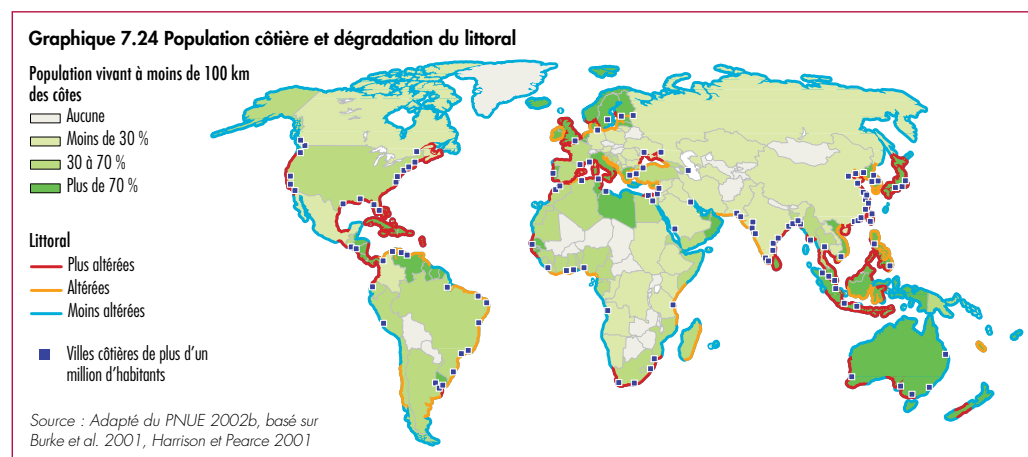 Graphique 7.24 Population côtière et dégradation du littoral
Population vivant à moins de 100 km
des côtes
Aucune
Moins de 30 %
30 à 70 %
Plus de 70 %
Littoral
Plus altérées
Altérées
Moins altérées
Villes côtières de plus d'un
million d'habitants
Source : Adapté du PNUE 2002b, basé sur
Burke et al. 2001, Harrison et Pearce 2001